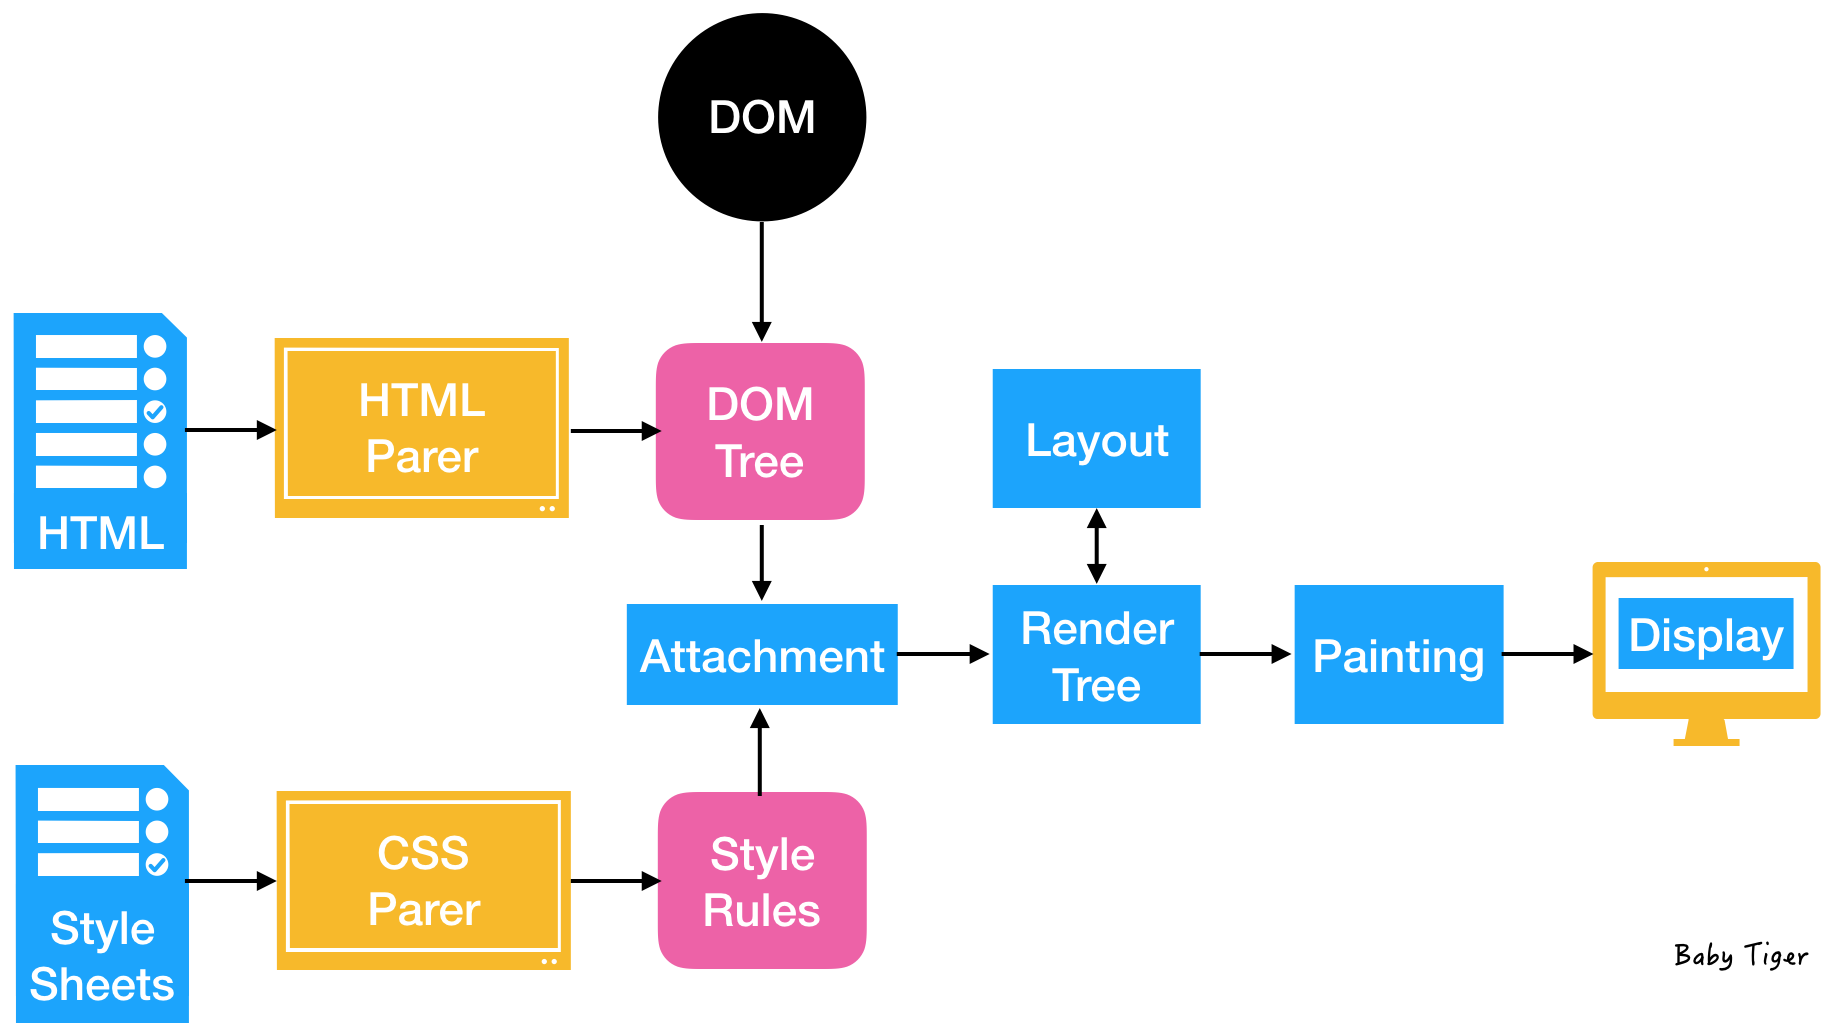 DOM
HTML
HTML
Parer
DOM
Tree
Layout
Attachment
Render
Tree
Painting
Display
Style
Sheets
CSS
Parer
Style
Rules
Baby Tiger